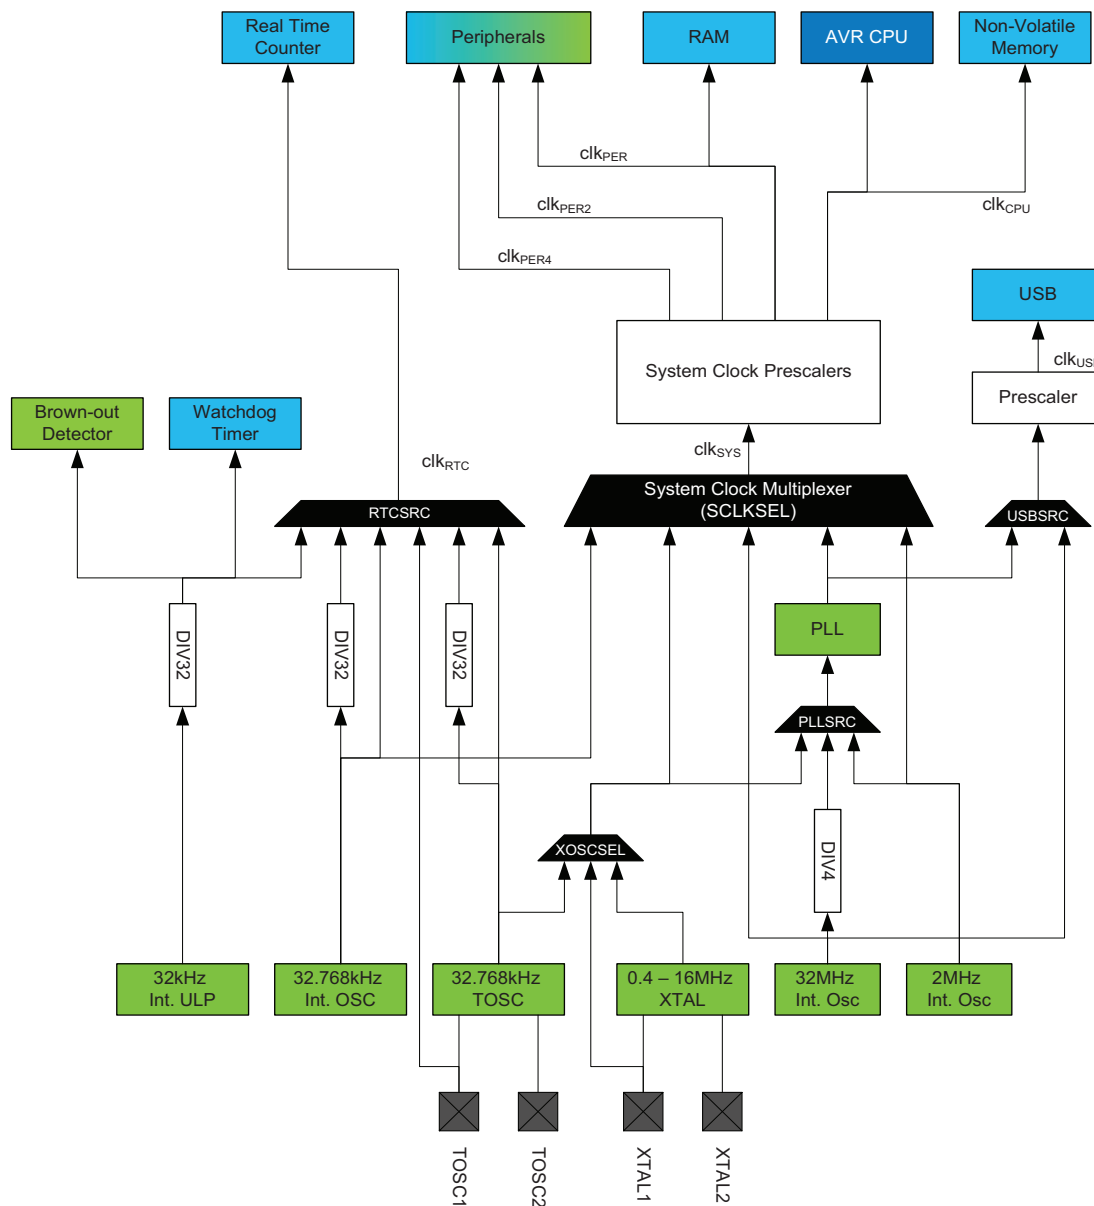 Real Time
Counter
Peripherals
RAM
AVR CPU
Non-Volatile
Memory
clkPER
clkPER2
clkCPU
clkPER4
USB
System Clock Prescalers
clkUS
Prescaler
Brown-out
Detector
Watchdog
Timer
clkSYS
clkRTC
System Clock Multiplexer
(SCLKSEL)
RTCSRC
USBSRC
DIV32
DIV32
DIV32
PLL
PLLSRC
XOSCSEL
DIV4
32kHz
Int. ULP
32.768kHz
Int. OSC
32.768kHz
TOSC
0.4 – 16MHz
XTAL
32MHz
Int. Osc
2MHz
Int. Osc
TOSC1
TOSC2
XTAL1
XTAL2